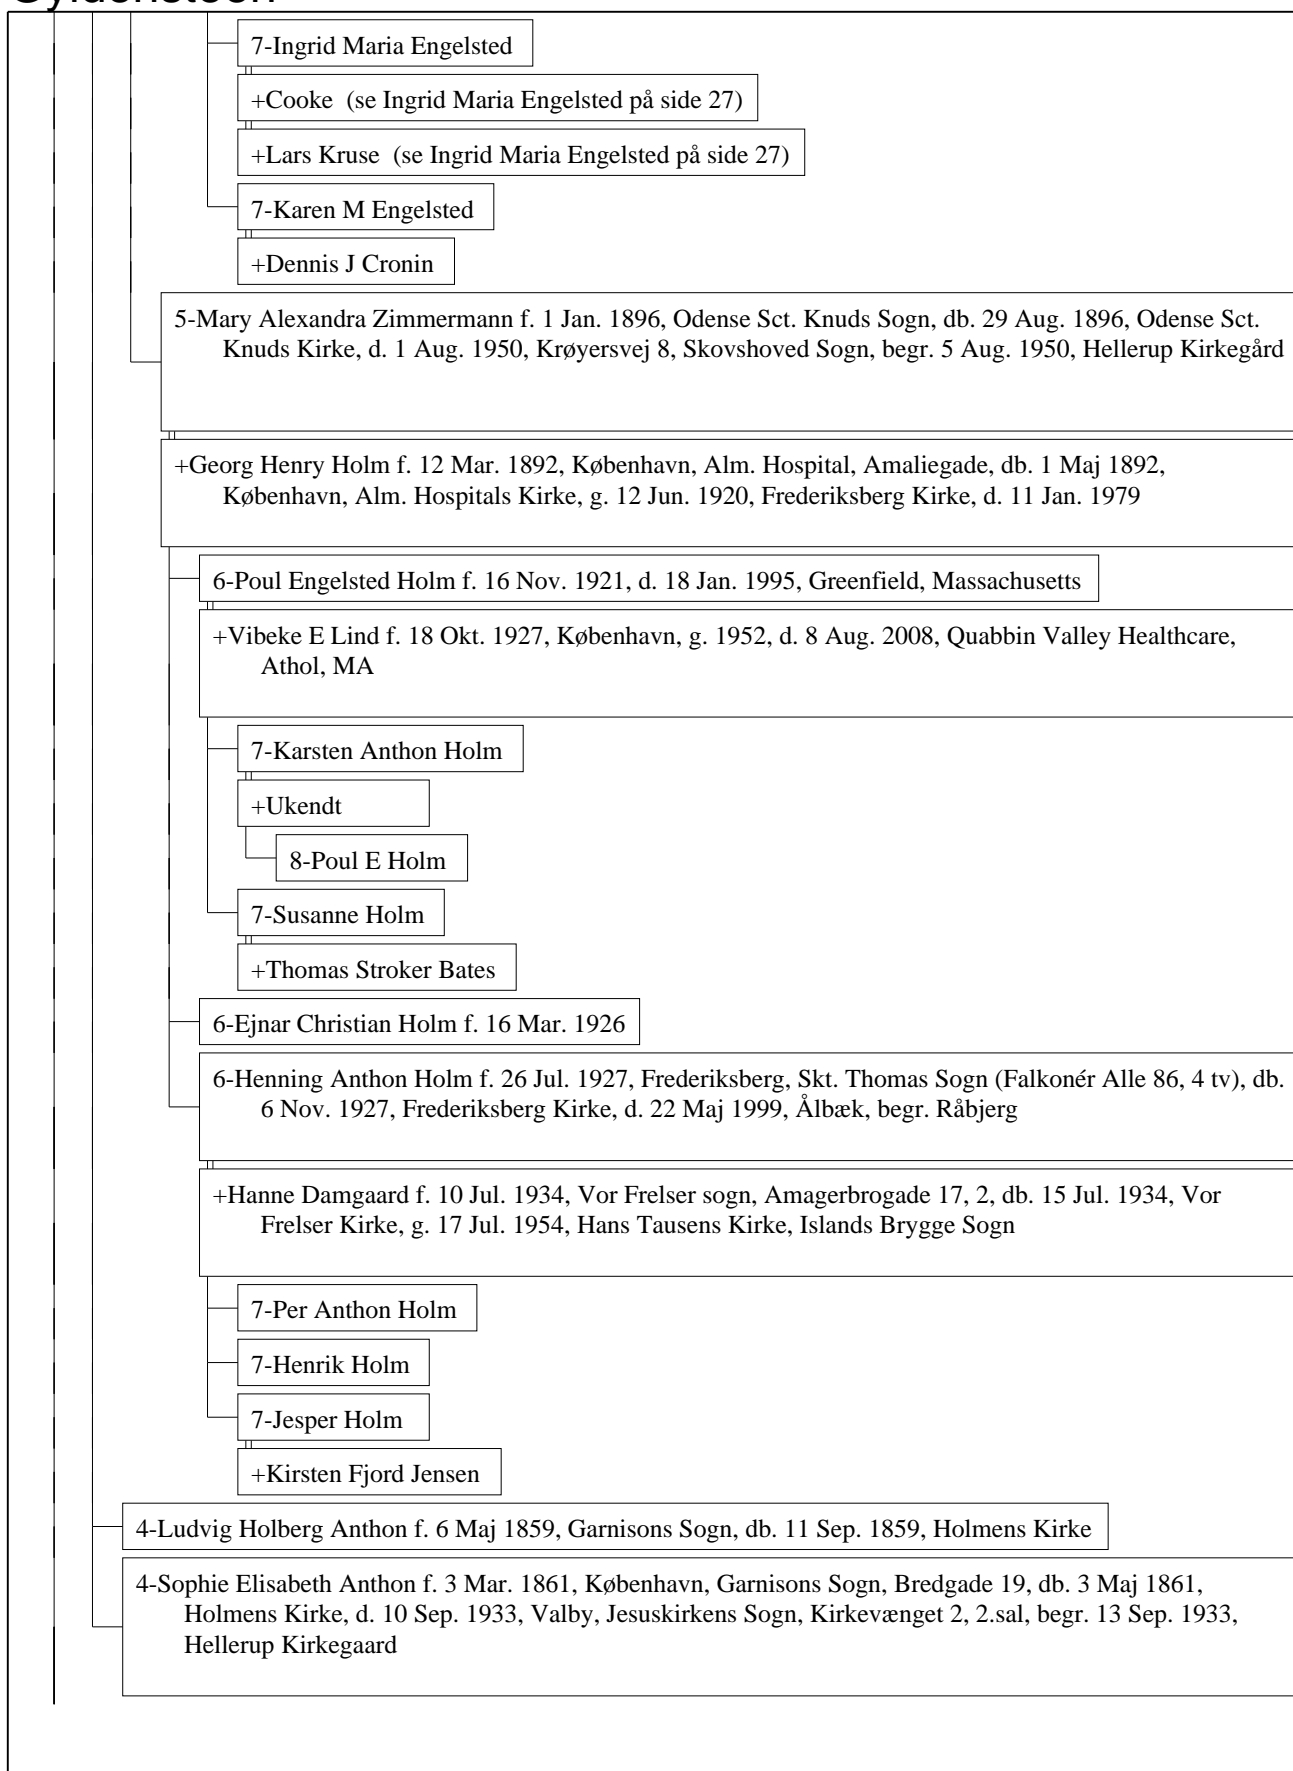 7-Ingrid Maria Engelsted
+Cooke (se Ingrid Maria Engelsted på side 27)
+Lars Kruse (se Ingrid Maria Engelsted på side 27)
7-Karen M Engelsted
+Dennis J Cronin
5-Mary Alexandra Zimmermann f. 1 Jan. 1896, Odense Sct. Knuds Sogn, db. 29 Aug. 1896, Odense Sct.
Knuds Kirke, d. 1 Aug. 1950, Krøyersvej 8, Skovshoved Sogn, begr. 5 Aug. 1950, Hellerup Kirkegård
+Georg Henry Holm f. 12 Mar. 1892, København, Alm. Hospital, Amaliegade, db. 1 Maj 1892,
København, Alm. Hospitals Kirke, g. 12 Jun. 1920, Frederiksberg Kirke, d. 11 Jan. 1979
6-Poul Engelsted Holm f. 16 Nov. 1921, d. 18 Jan. 1995, Greenfield, Massachusetts
+Vibeke E Lind f. 18 Okt. 1927, København, g. 1952, d. 8 Aug. 2008, Quabbin Valley Healthcare,
Athol, MA
7-Karsten Anthon Holm
+Ukendt
8-Poul E Holm
7-Susanne Holm
+Thomas Stroker Bates
6-Ejnar Christian Holm f. 16 Mar. 1926
6-Henning Anthon Holm f. 26 Jul. 1927, Frederiksberg, Skt. Thomas Sogn (Falkonér Alle 86, 4 tv), db.
6 Nov. 1927, Frederiksberg Kirke, d. 22 Maj 1999, Ålbæk, begr. Råbjerg
+Hanne Damgaard f. 10 Jul. 1934, Vor Frelser sogn, Amagerbrogade 17, 2, db. 15 Jul. 1934, Vor
Frelser Kirke, g. 17 Jul. 1954, Hans Tausens Kirke, Islands Brygge Sogn
7-Per Anthon Holm
7-Henrik Holm
7-Jesper Holm
+Kirsten Fjord Jensen
4-Ludvig Holberg Anthon f. 6 Maj 1859, Garnisons Sogn, db. 11 Sep. 1859, Holmens Kirke
4-Sophie Elisabeth Anthon f. 3 Mar. 1861, København, Garnisons Sogn, Bredgade 19, db. 3 Maj 1861,
Holmens Kirke, d. 10 Sep. 1933, Valby, Jesuskirkens Sogn, Kirkevænget 2, 2.sal, begr. 13 Sep. 1933,
Hellerup Kirkegaard